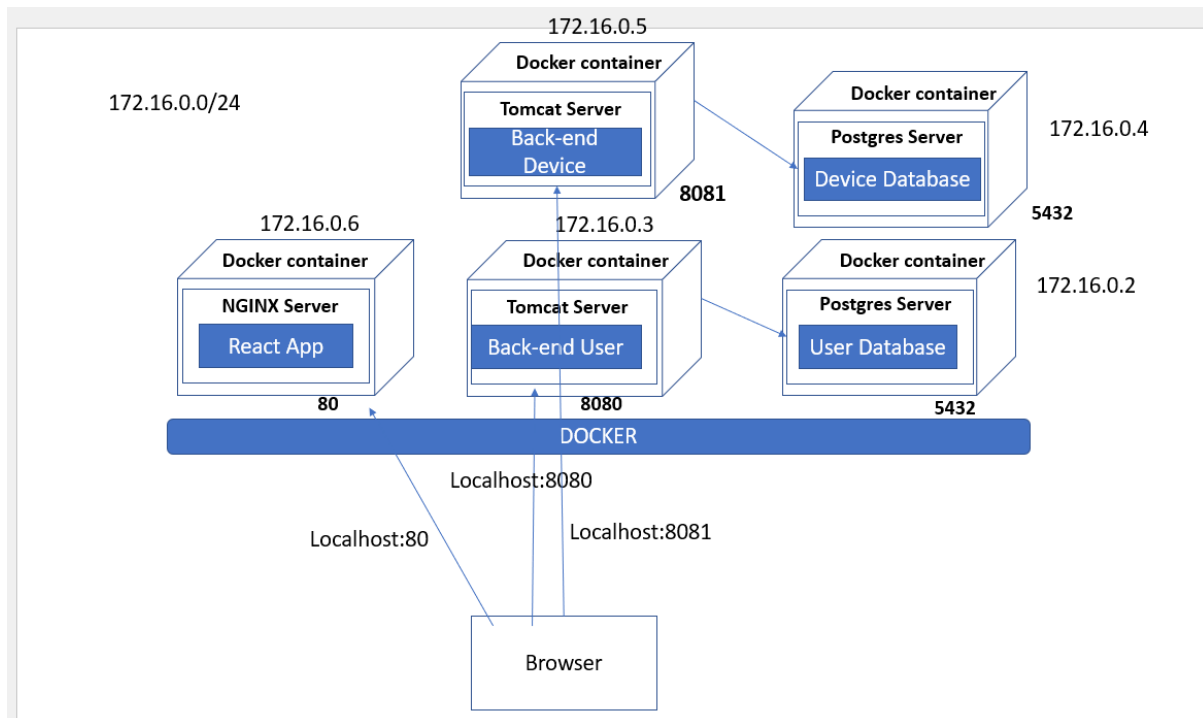 172.16.0.5
Docker container
Tomcat Server
Back-end
Device
8081
172.16.0.0/24
Docker container
Postgres Server
Device Database
172.16.0.4
5432
172.16.0.6
Docker container
NGINX Server
React App
80
172.16.0.3
Docker container
Tomcat Server
Back-end User
8080
Docker container
Postgres Server
User Database
172.16.0.2
5432
DOCKER
Localhost:8080
Localhost:80
Localhost:8081
Browser